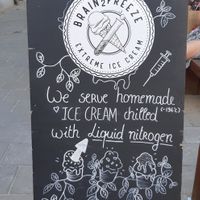 BRAIN2FREEZE
EXTREME ICE CREAM
We serve homemade
ICE CREAM chilled (-196°C)
with Liquid nitrogen